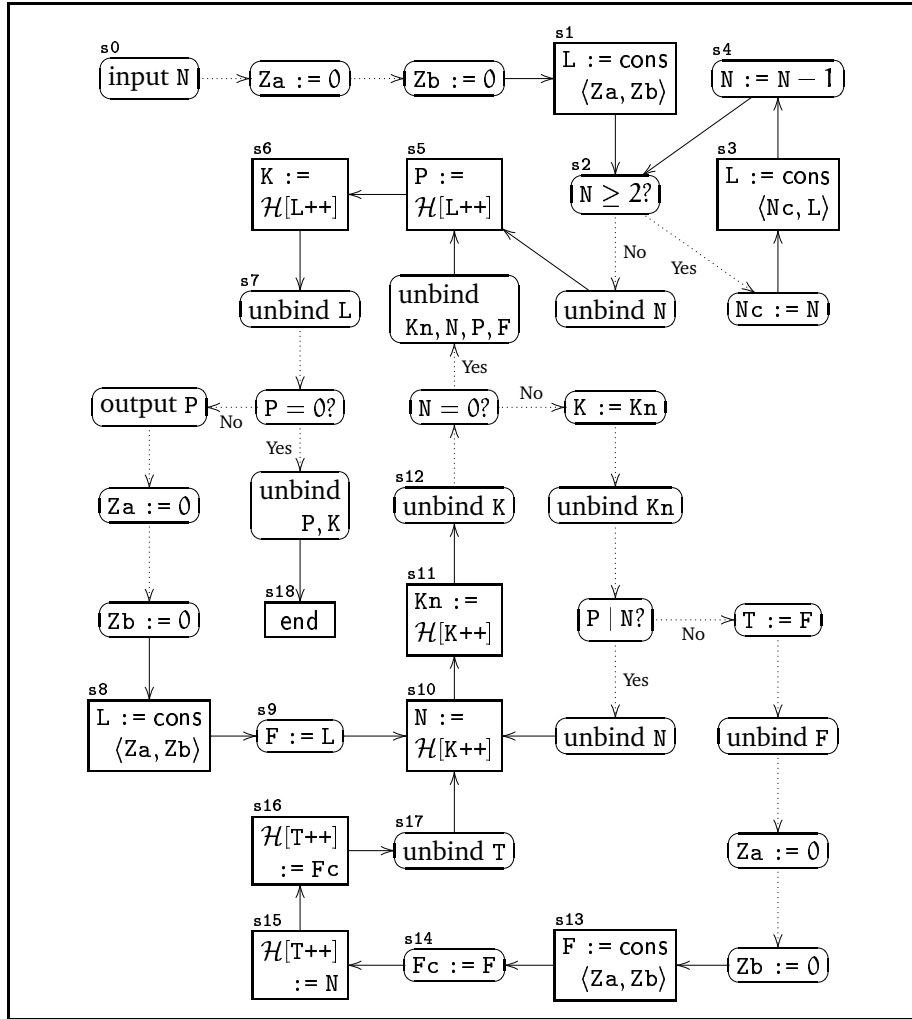 s0
input N
Za := 0
Zb := 0
s1
L := cons
⟨Za, Zb⟩
s4
N := N − 1
s6
K :=
ℋ[L++]
s5
P :=
ℋ[L++]
s2
N ≥ 2?
s3
L := cons
⟨Nc, L⟩
No
Yes
s7
unbind L
unbind
Kn, N, P, F
unbind N
Nc := N
Yes
output P
No
P = 0?
N = 0?
No
K := Kn
Yes
s12
Za := 0
unbind
P, K
unbind K
unbind Kn
s11
s18
Zb := 0
end
Kn :=
ℋ[K++]
P | N?
No
T := F
Yes
s8
L := cons
⟨Za, Zb⟩
s9
F := L
s10
N :=
ℋ[K++]
unbind N
unbind F
s16
ℋ[T++]
:= Fc
s17
unbind T
Za := 0
s15
ℋ[T++]
:= N
s14
Fc := F
s13
F := cons
⟨Za, Zb⟩
Zb := 0